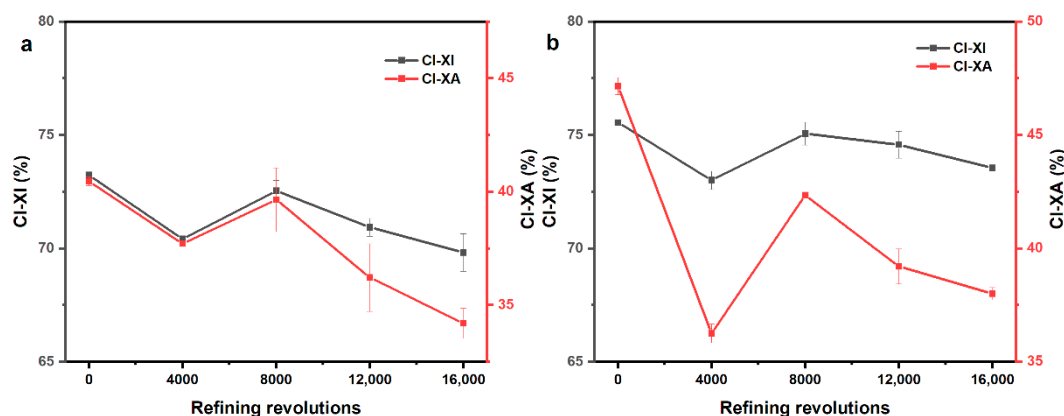 a
CI-XI
CI-XA
80
75
70
65
CI-XI (%)
45
40
35
CI-XA (%)
0 4000 8000 12,000 16,000
Refining revolutions
b
CI-XI
CI-XA
80
75
70
65
CI-XI (%)
50
45
40
35
CI-XA (%)
0 4000 8000 12,000 16,000
Refining revolutions